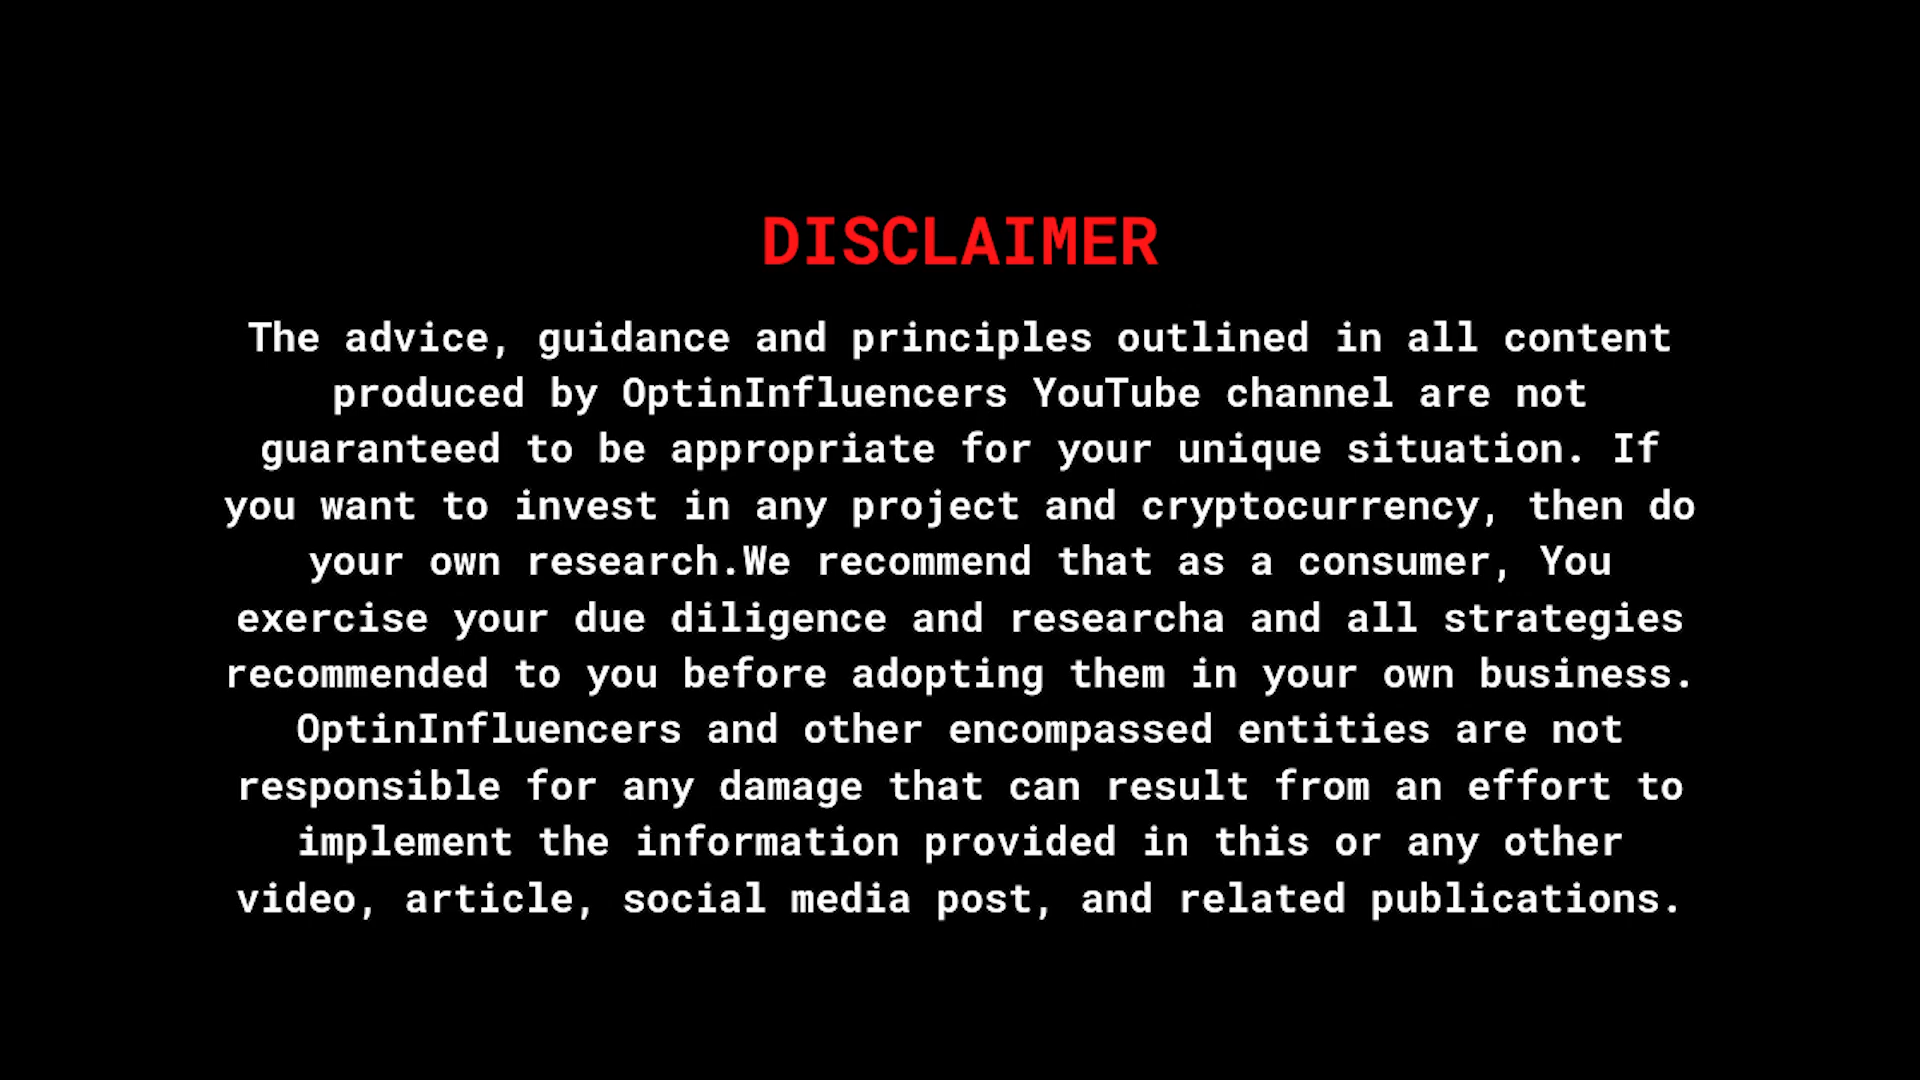 DISCLAIMER
The advice, guidance and principles outlined in all content
produced by OptinInfluencers YouTube channel are not
guaranteed to be appropriate for your unique situation. If
you want to invest in any project and cryptocurrency, then do
your own research.We recommend that as a consumer, You
exercise your due diligence and researcha and all strategies
recommended to you before adopting them in your own business.
OptinInfluencers and other encompassed entities are not
responsible for any damage that can result from an effort to
implement the information provided in this or any other
video, article, social media post, and related publications.